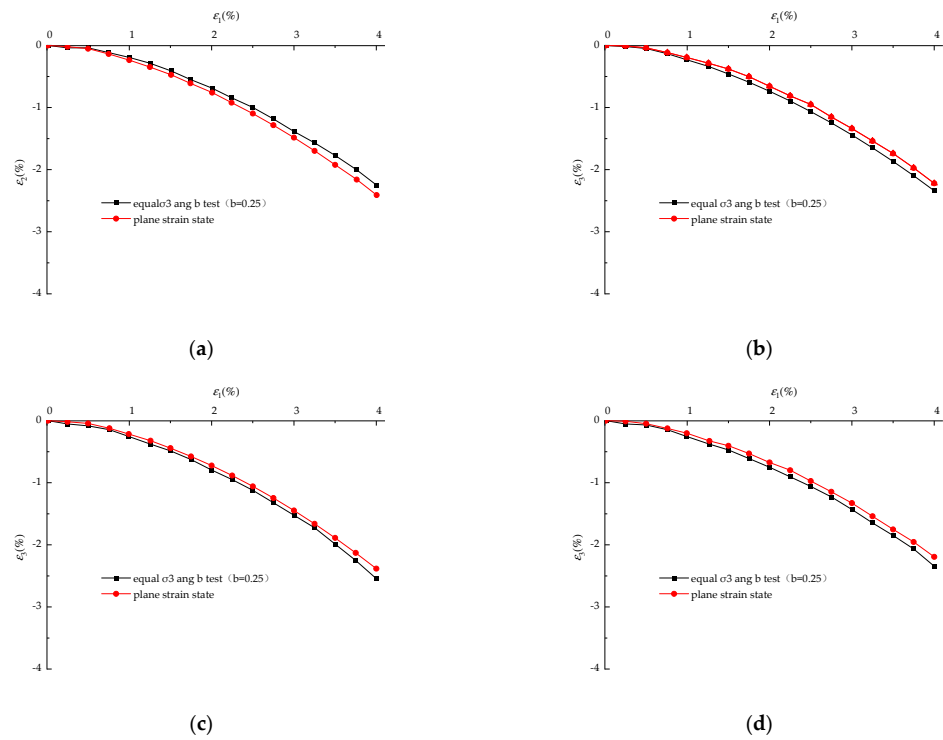 ε1(%)
0 1 2 3 4
0
-1
-2
-3
-4
ε2(%)
equalσ3 ang b test（b=0.25）
plane strain state
(a)
ε1(%)
0 1 2 3 4
0
-1
-2
-3
-4
ε3(%)
equal σ3 ang b test（b=0.25）
plane strain state
(b)
ε1(%)
0 1 2 3 4
0
-1
-2
-3
-4
ε3(%)
equal σ3 ang b test（b=0.25）
plane strain state
(c)
ε1(%)
0 1 2 3 4
0
-1
-2
-3
-4
ε3(%)
equal σ3 ang b test（b=0.25）
plane strain state
(d)